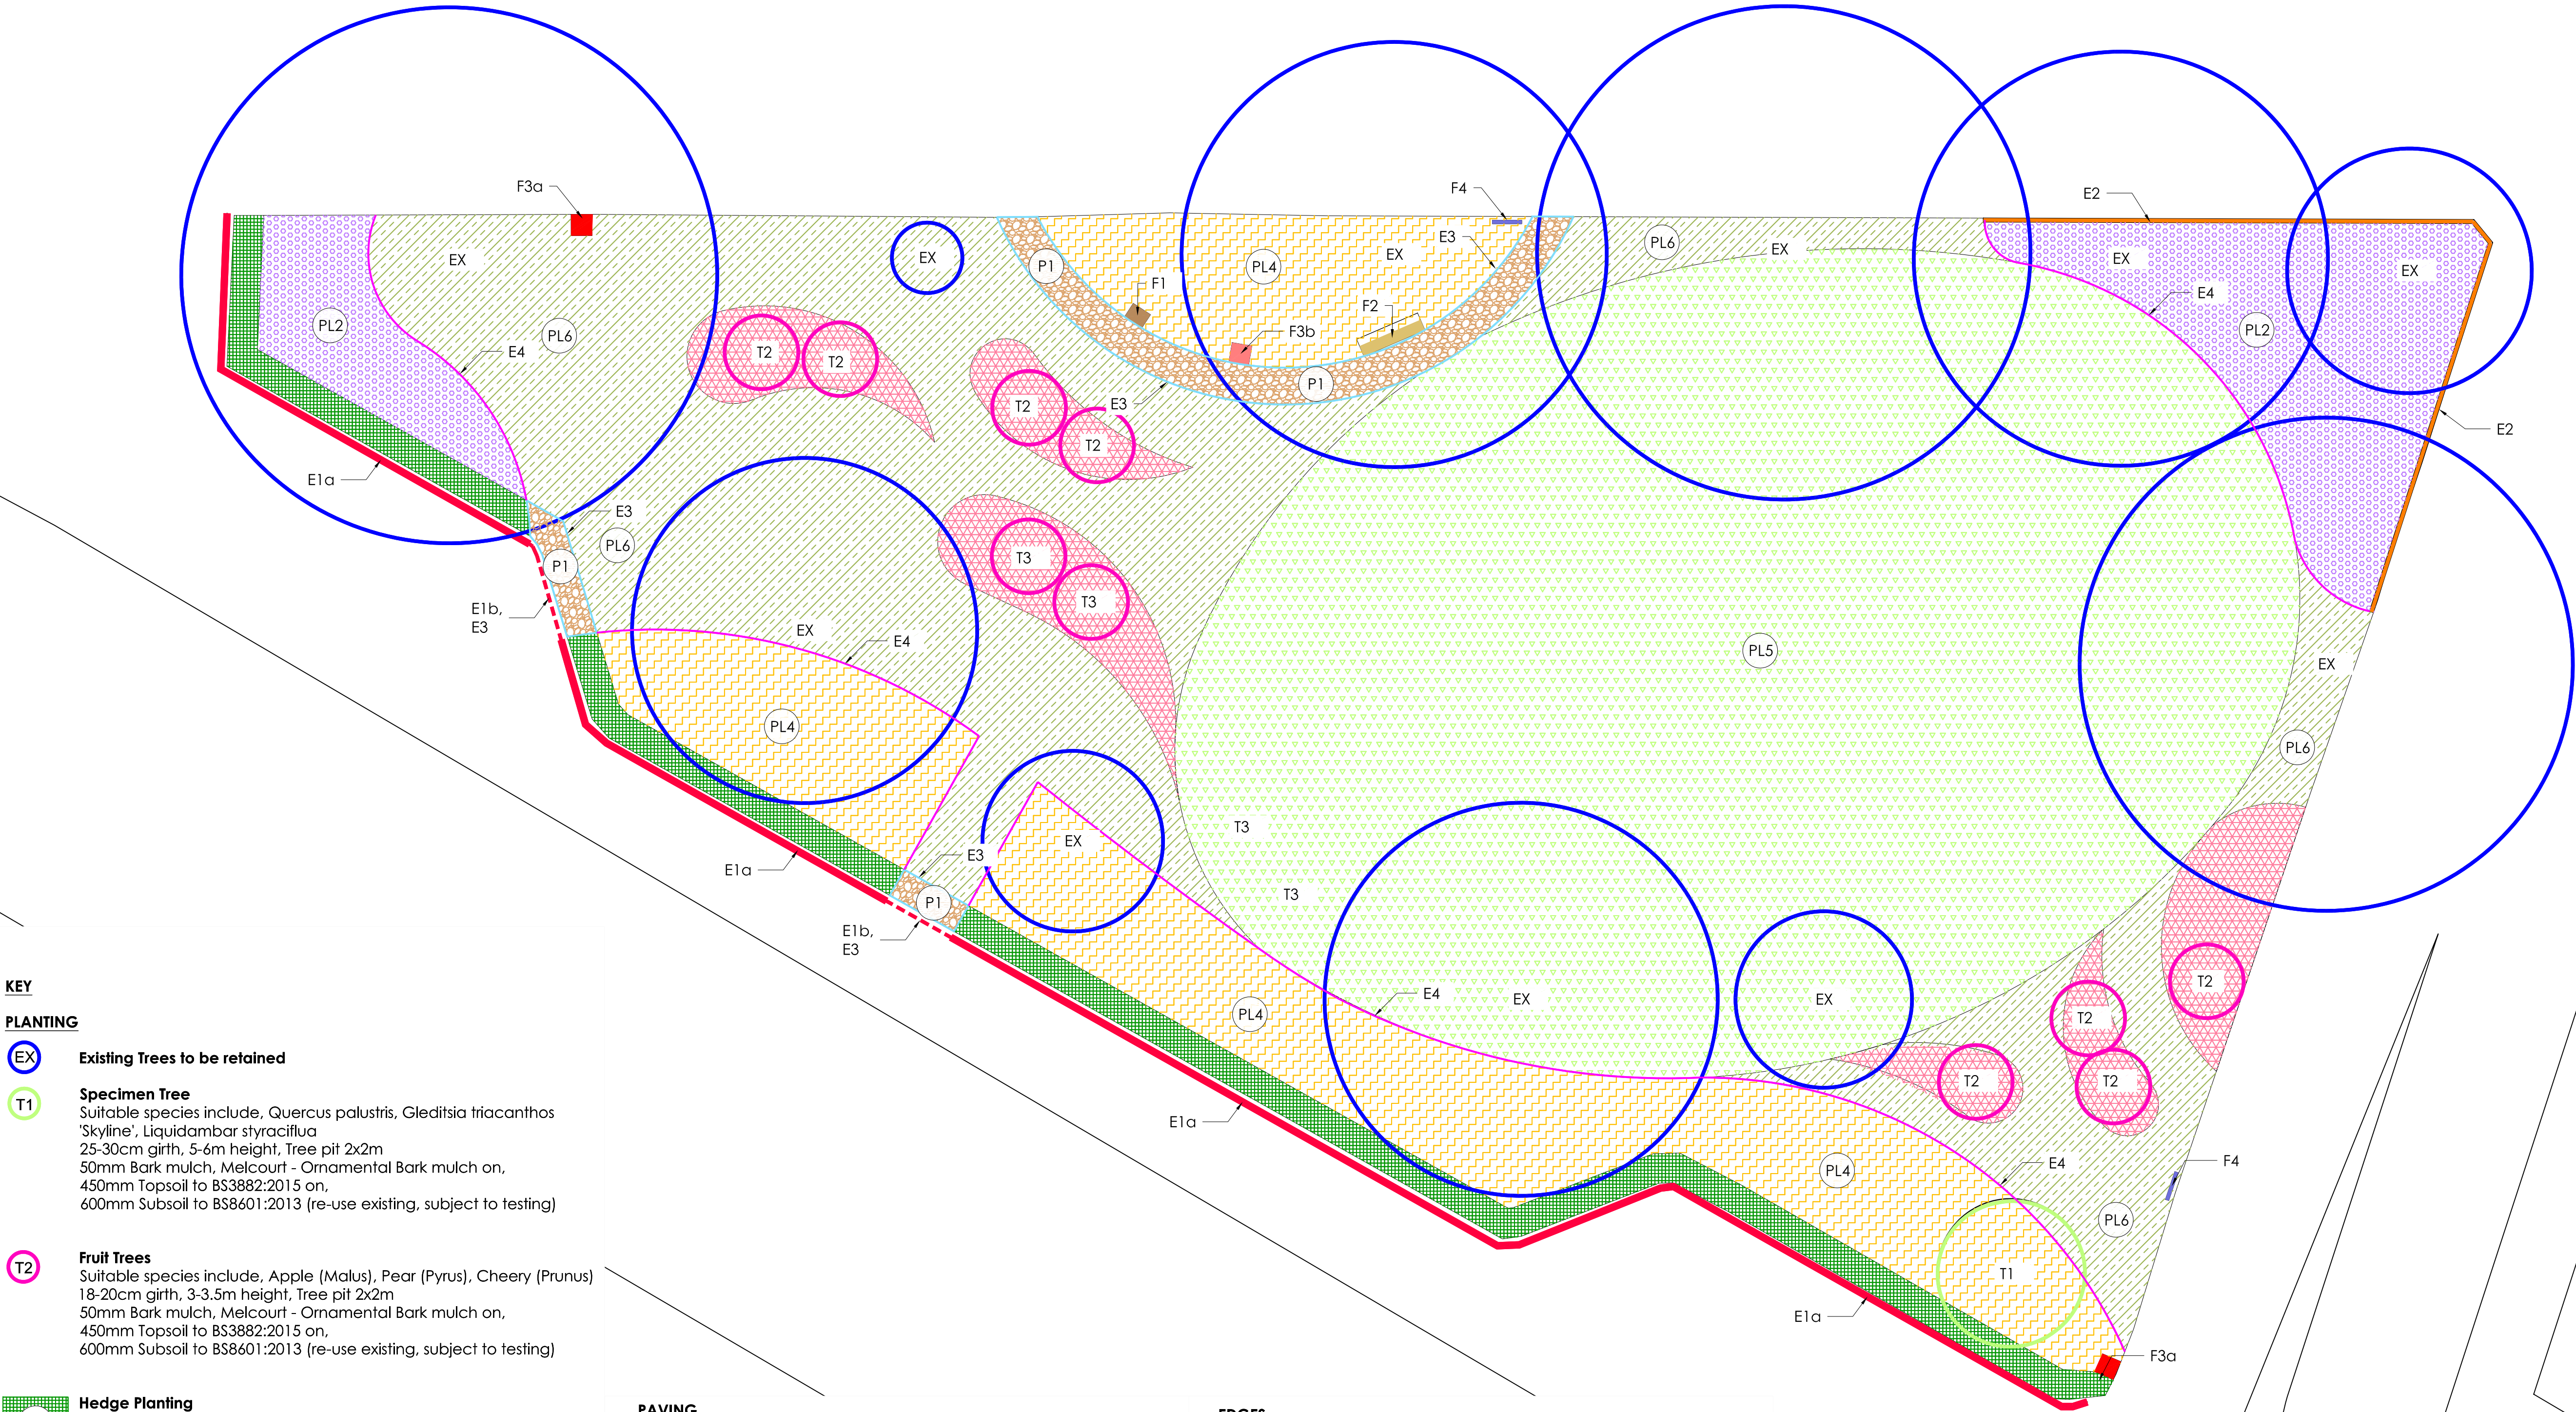 F3a
F4
E2
E3
PL6
EX
EX
EX
EX
P1
PL4
EX
EX
F1
E4
PL2
F2
PL2
PL6
F3b
E4
T2
T2
P1
E3
T2
E2
T2
E1a
E3
PL6
T3
P1
T3
E1b,
E3
EX
E4
PL5
EX
PL4
PL6
T3
EX
E3
E1a
T3
P1
E1b,
E3
T2
E4
EX
EX
PL4
T2
T2
T2
E1a
E4
F4
PL4
PL6
T1
E1a
F3a
KEY
PLANTING
EX
Existing Trees to be retained
T1
Specimen Tree
Suitable species include, Quercus palustris, Gleditsia triacanthos
'Skyline', Liquidambar styraciflua
25-30cm girth, 5-6m height, Tree pit 2x2m
50mm Bark mulch, Melcourt - Ornamental Bark mulch on,
450mm Topsoil to BS3882:2015 on,
600mm Subsoil to BS8601:2013 (re-use existing, subject to testing)
T2
Fruit Trees
Suitable species include, Apple (Malus), Pear (Pyrus), Cheery (Prunus)
18-20cm girth, 3-3.5m height, Tree pit 2x2m
50mm Bark mulch, Melcourt - Ornamental Bark mulch on,
450mm Topsoil to BS3882:2015 on,
600mm Subsoil to BS8601:2013 (re-use existing, subject to testing)
Hedge Planting
PAVING
EDGES